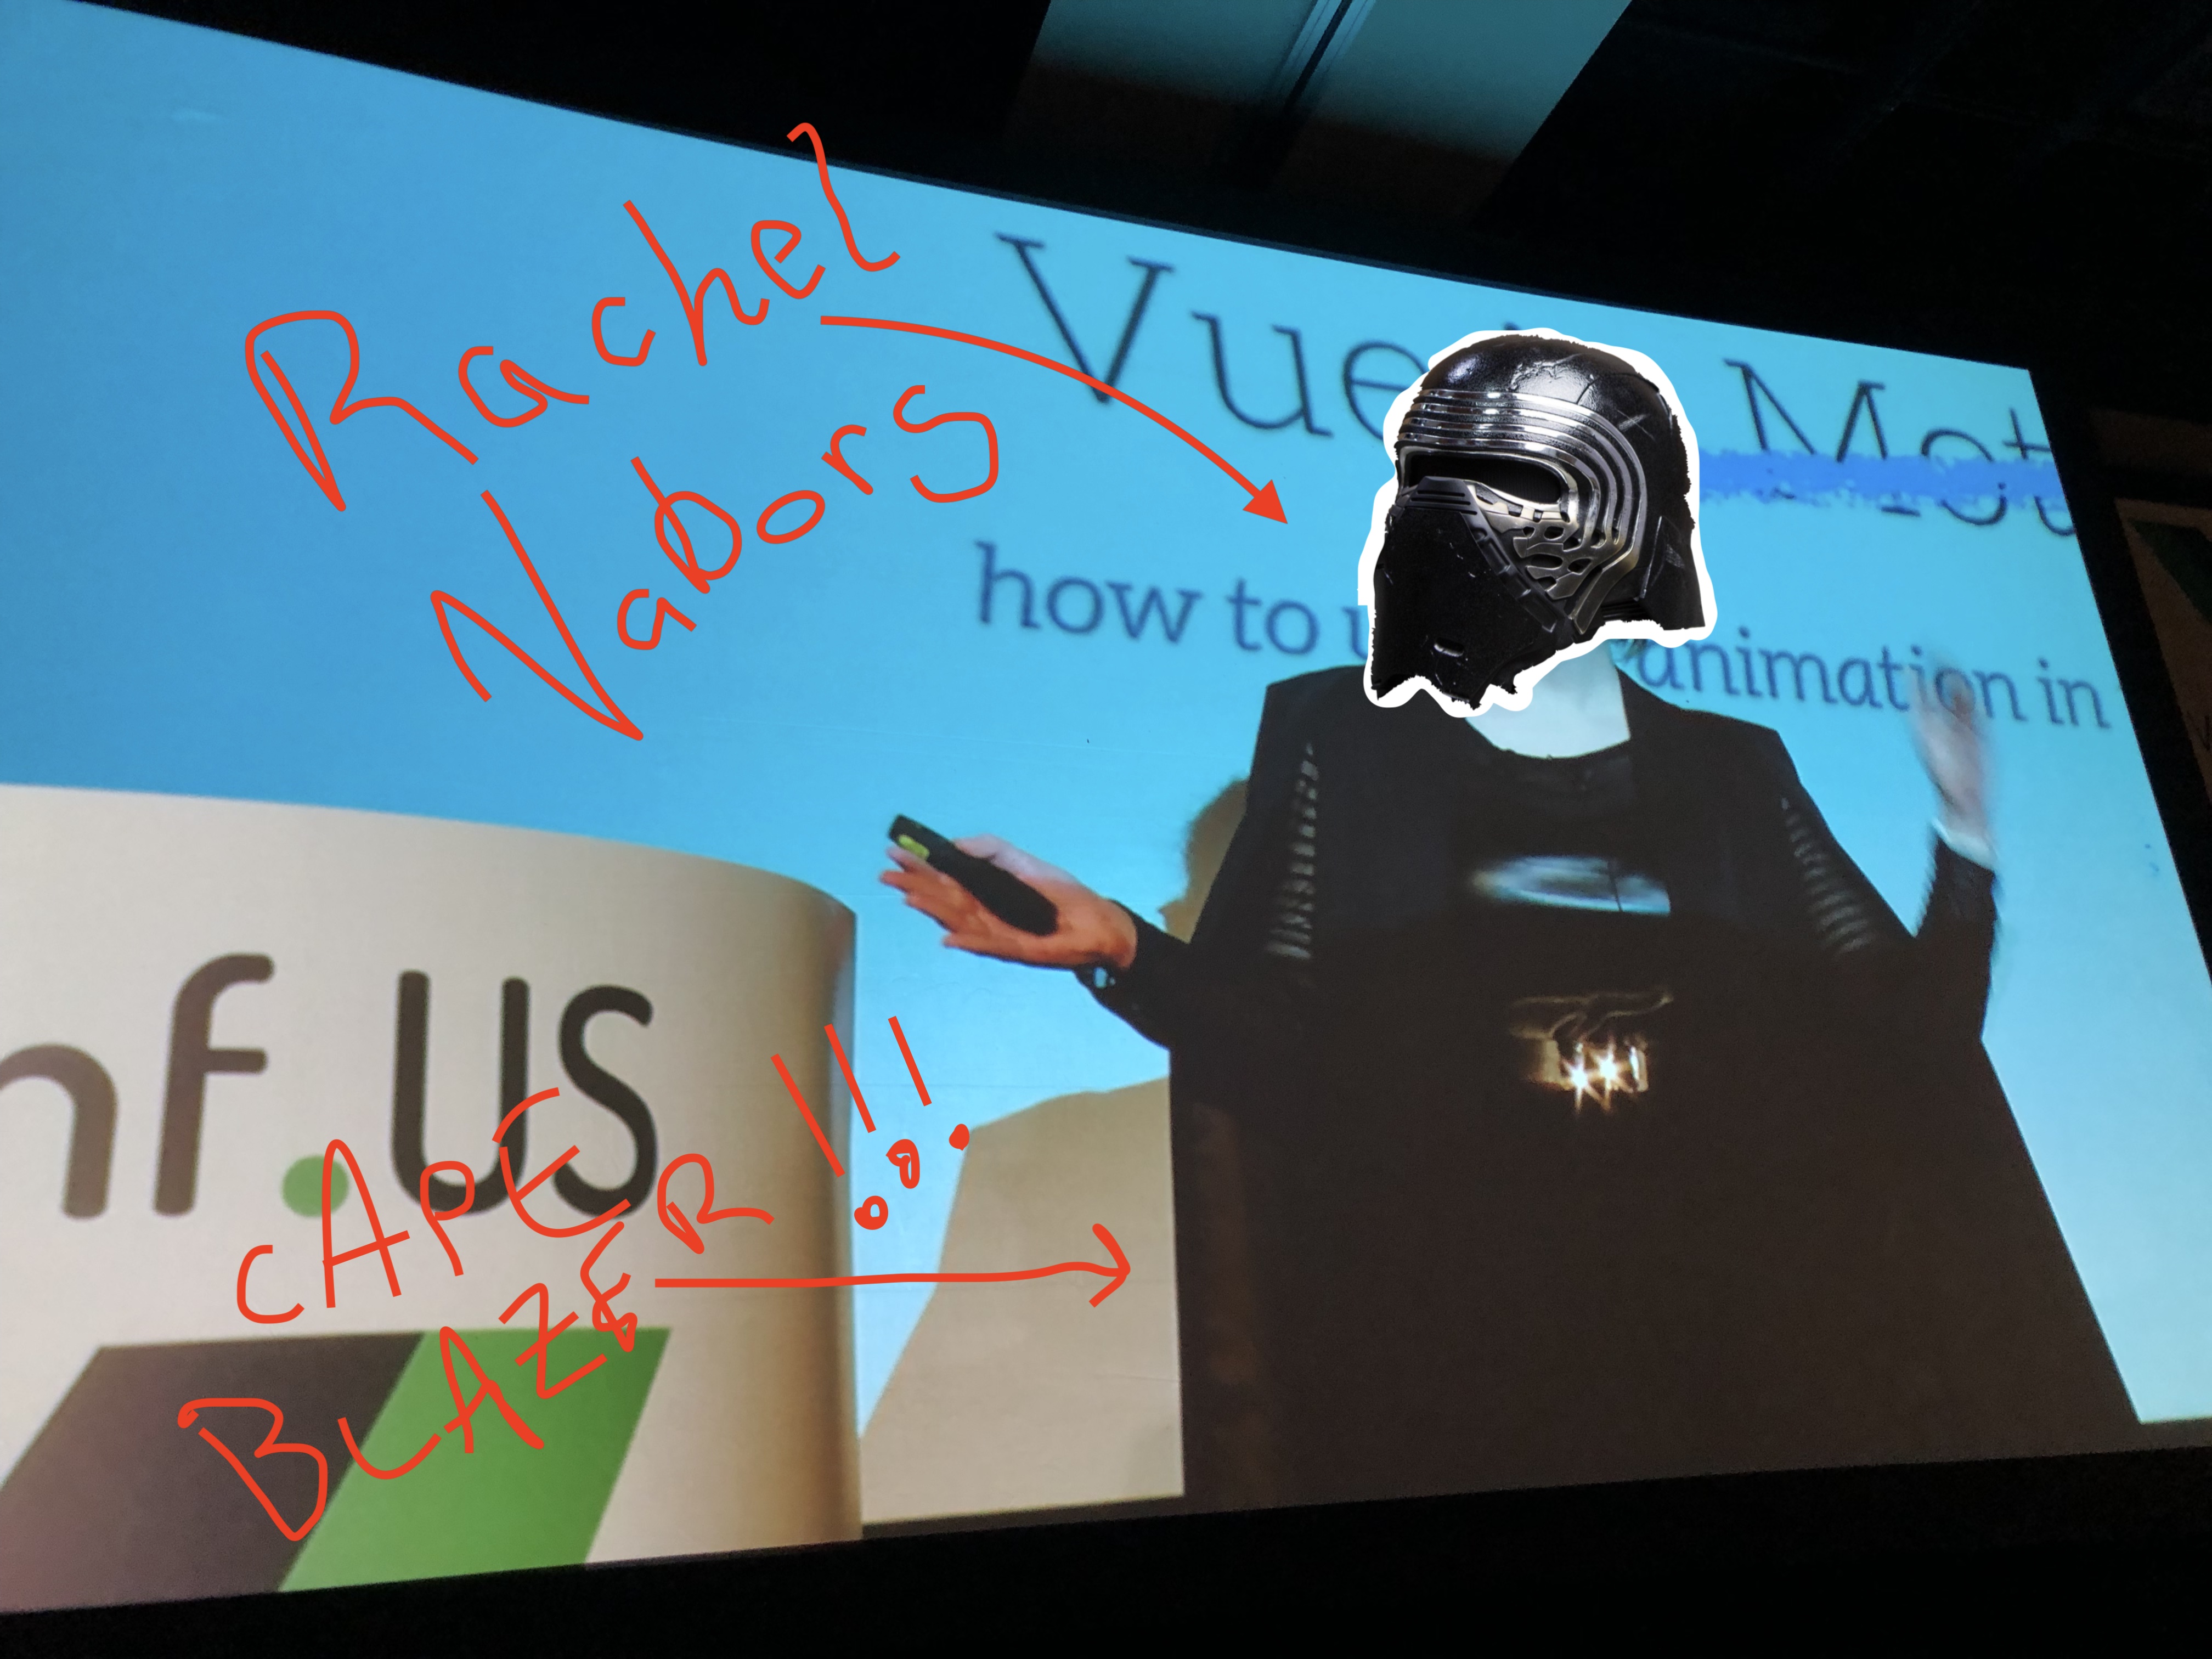 Rachel
Nabors
Vue
how to animation in
nf.US
CAPE
BLAZER!!!